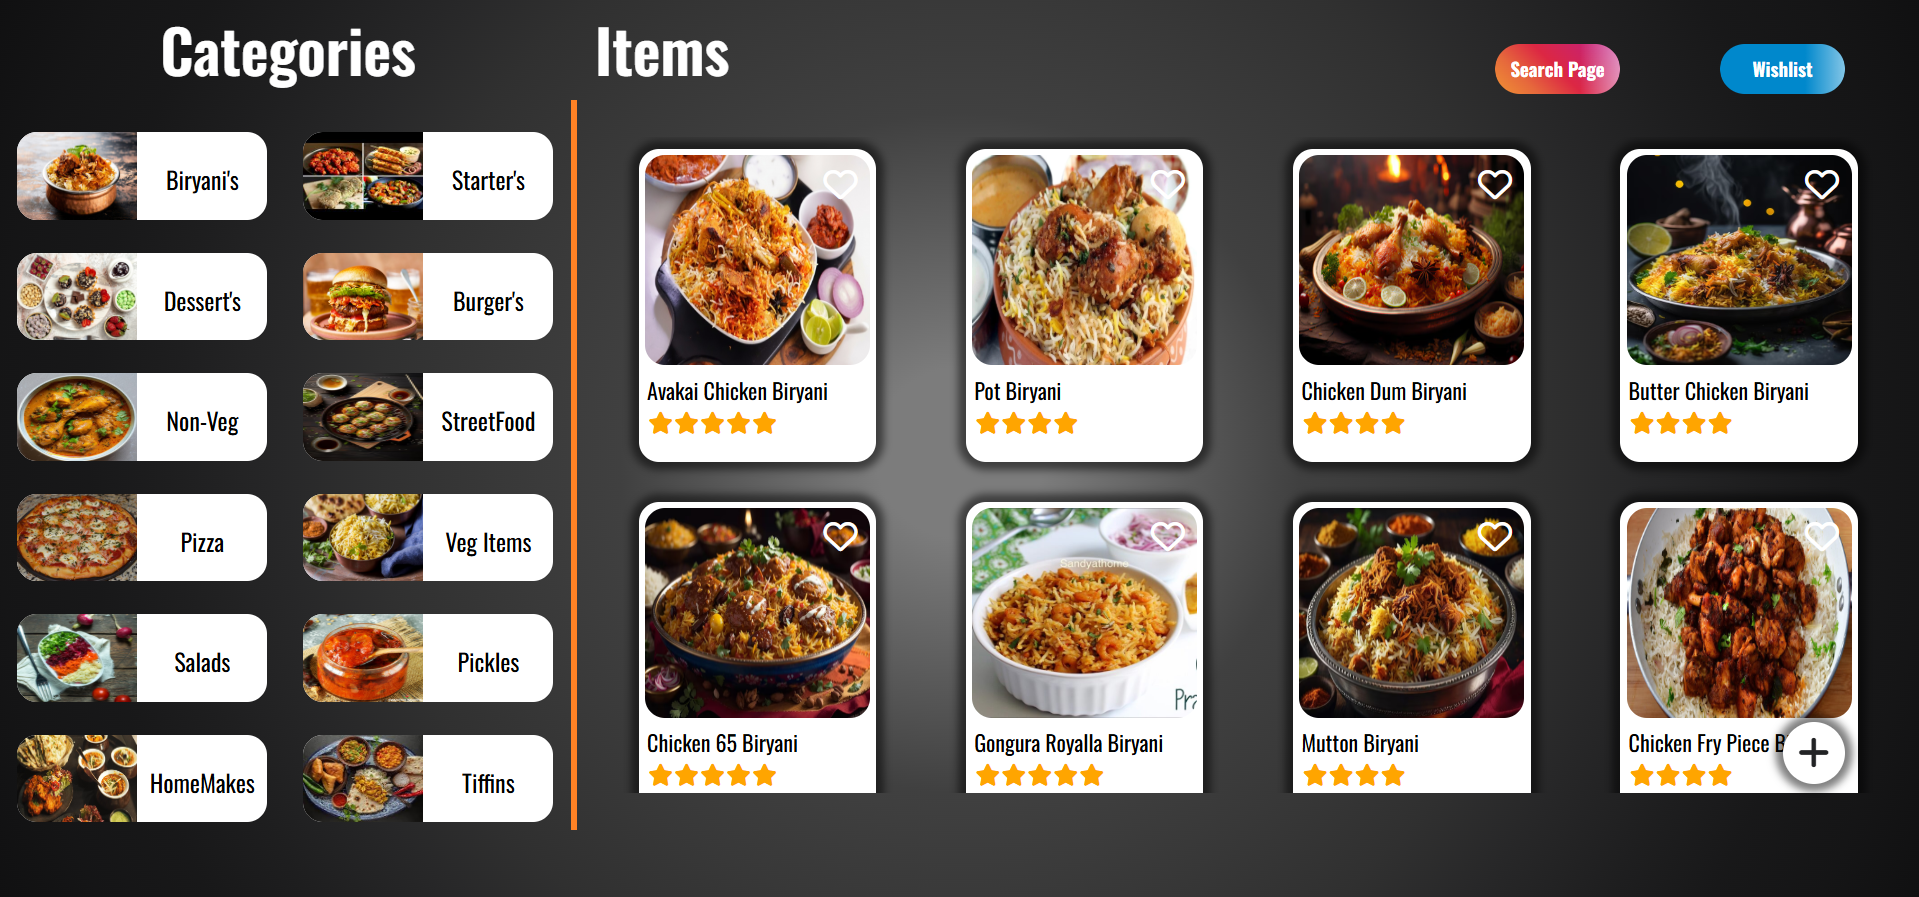 Categories
Items
Search Page
Wishlist
Biryani's
Starter's
Dessert's
Burger's
Non-Veg
StreetFood
Pizza
Veg Items
Salads
Pickles
HomeMakes
Tiffins
Avakai Chicken Biryani
Pot Biryani
Chicken Dum Biryani
Butter Chicken Biryani
Sandyathome
Chicken 65 Biryani
Gongura Royalla Biryani
Mutton Biryani
Chicken Fry Piece